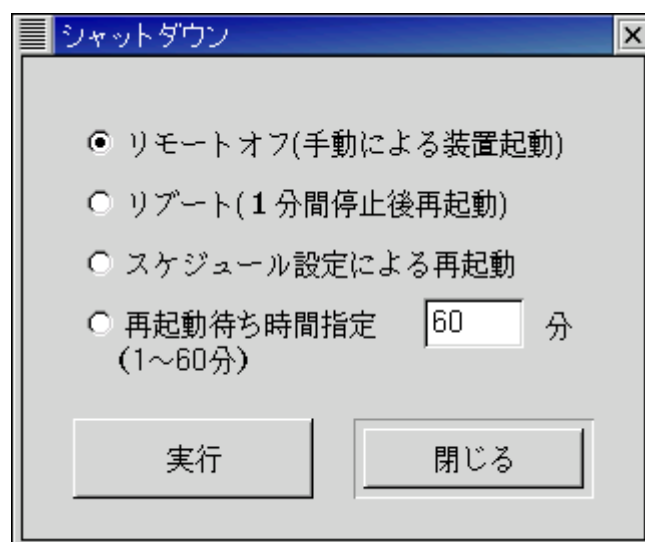 シャットダウン
リモートオフ(手動による装置起動)
リブート(1分間停止後再起動)
スケジュール設定による再起動
再起動待ち時間指定 60 分
(1～60分)
実行 閉じる